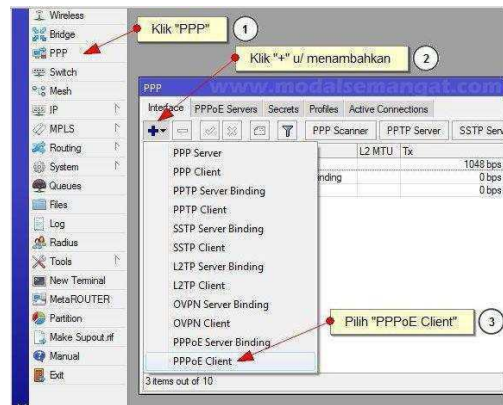 Wireless
Bridge
PPP
Switch
Mesh
IP
MPLS
Routing
System
Queues
Files
Log
Radius
Tools
New Terminal
MetaROUTER
Partition
Make Supout.rif
Manual
Exit
Klik "PPP" 1
Klik "+" u/ menambahkan 2
PPP
www.modalsemangat.com
Interface PPPoE Servers Secrets Profiles Active Connections
PPP Scanner PPTP Server SSTP Serv
L2 MTU Tx
1048 bps
inding 0 bps
0 bps
PPP Server
PPP Client
PPTP Server Binding
PPTP Client
SSTP Server Binding
SSTP Client
L2TP Server Binding
L2TP Client
OVPN Server Binding
OVPN Client
PPPoE Server Binding
PPPoE Client
Pilih "PPPoE Client" 3
3 items out of 10